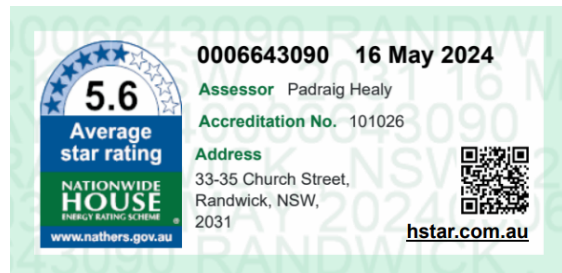 0006643090 16 May 2024
Assessor Padraig Healy
Accreditation No. 101026
Address
33-35 Church Street,
Randwick, NSW,
2031
hstar.com.au
5.6
Average
star rating
NATIONWIDE
HOUSE
ENERGY RATING SCHEME
®
www.nathers.gov.au